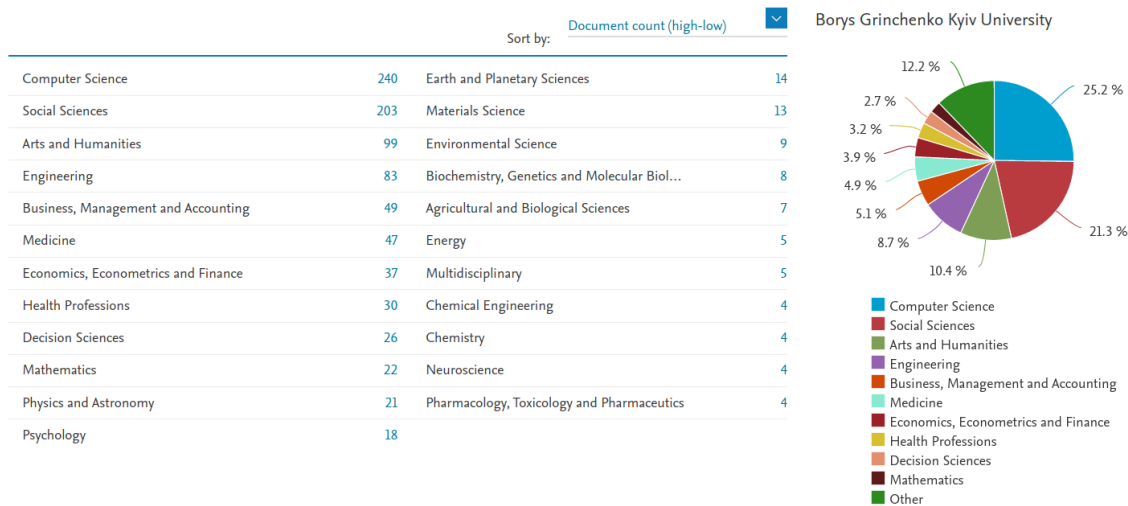 Sort by: Document count (high-low)
Computer Science 240
Social Sciences 203
Arts and Humanities 99
Engineering 83
Business, Management and Accounting 49
Medicine 47
Economics, Econometrics and Finance 37
Health Professions 30
Decision Sciences 26
Mathematics 22
Physics and Astronomy 21
Psychology 18
Earth and Planetary Sciences 14
Materials Science 13
Environmental Science 9
Biochemistry, Genetics and Molecular Biol... 8
Agricultural and Biological Sciences 7
Energy 5
Multidisciplinary 5
Chemical Engineering 4
Chemistry 4
Neuroscience 4
Pharmacology, Toxicology and Pharmaceutics 4
Borys Grinchenko Kyiv University
12.2 %
25.2 %
2.7 %
3.2 %
3.9 %
4.9 %
5.1 %
8.7 %
21.3 %
10.4 %
Computer Science
Social Sciences
Arts and Humanities
Engineering
Business, Management and Accounting
Medicine
Economics, Econometrics and Finance
Health Professions
Decision Sciences
Mathematics
Other